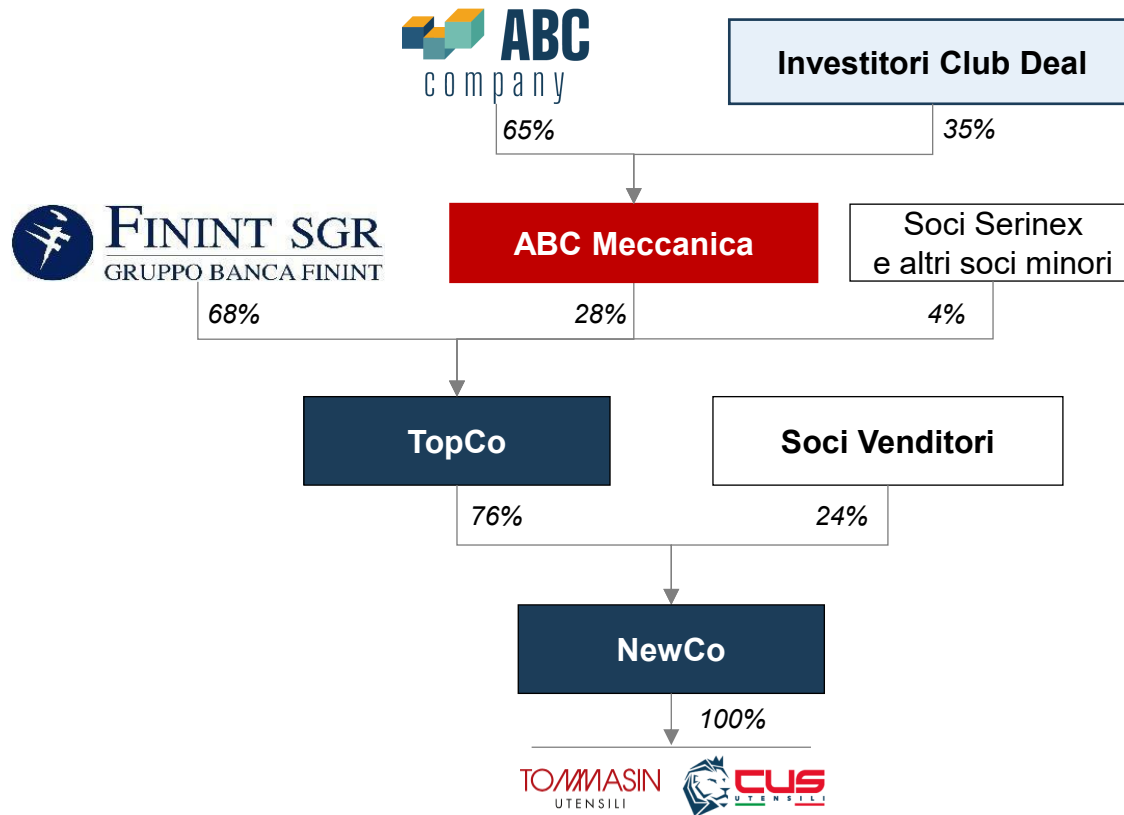 ABC
company
Investitori Club Deal
65%
35%
FININT SGR
GRUPPO BANCA FININT
ABC Meccanica
Soci Serinex
e altri soci minori
68%
28%
4%
TopCo
Soci Venditori
76%
24%
NewCo
100%
TOMMASIN
UTENSILI
CUS
UTENSILI